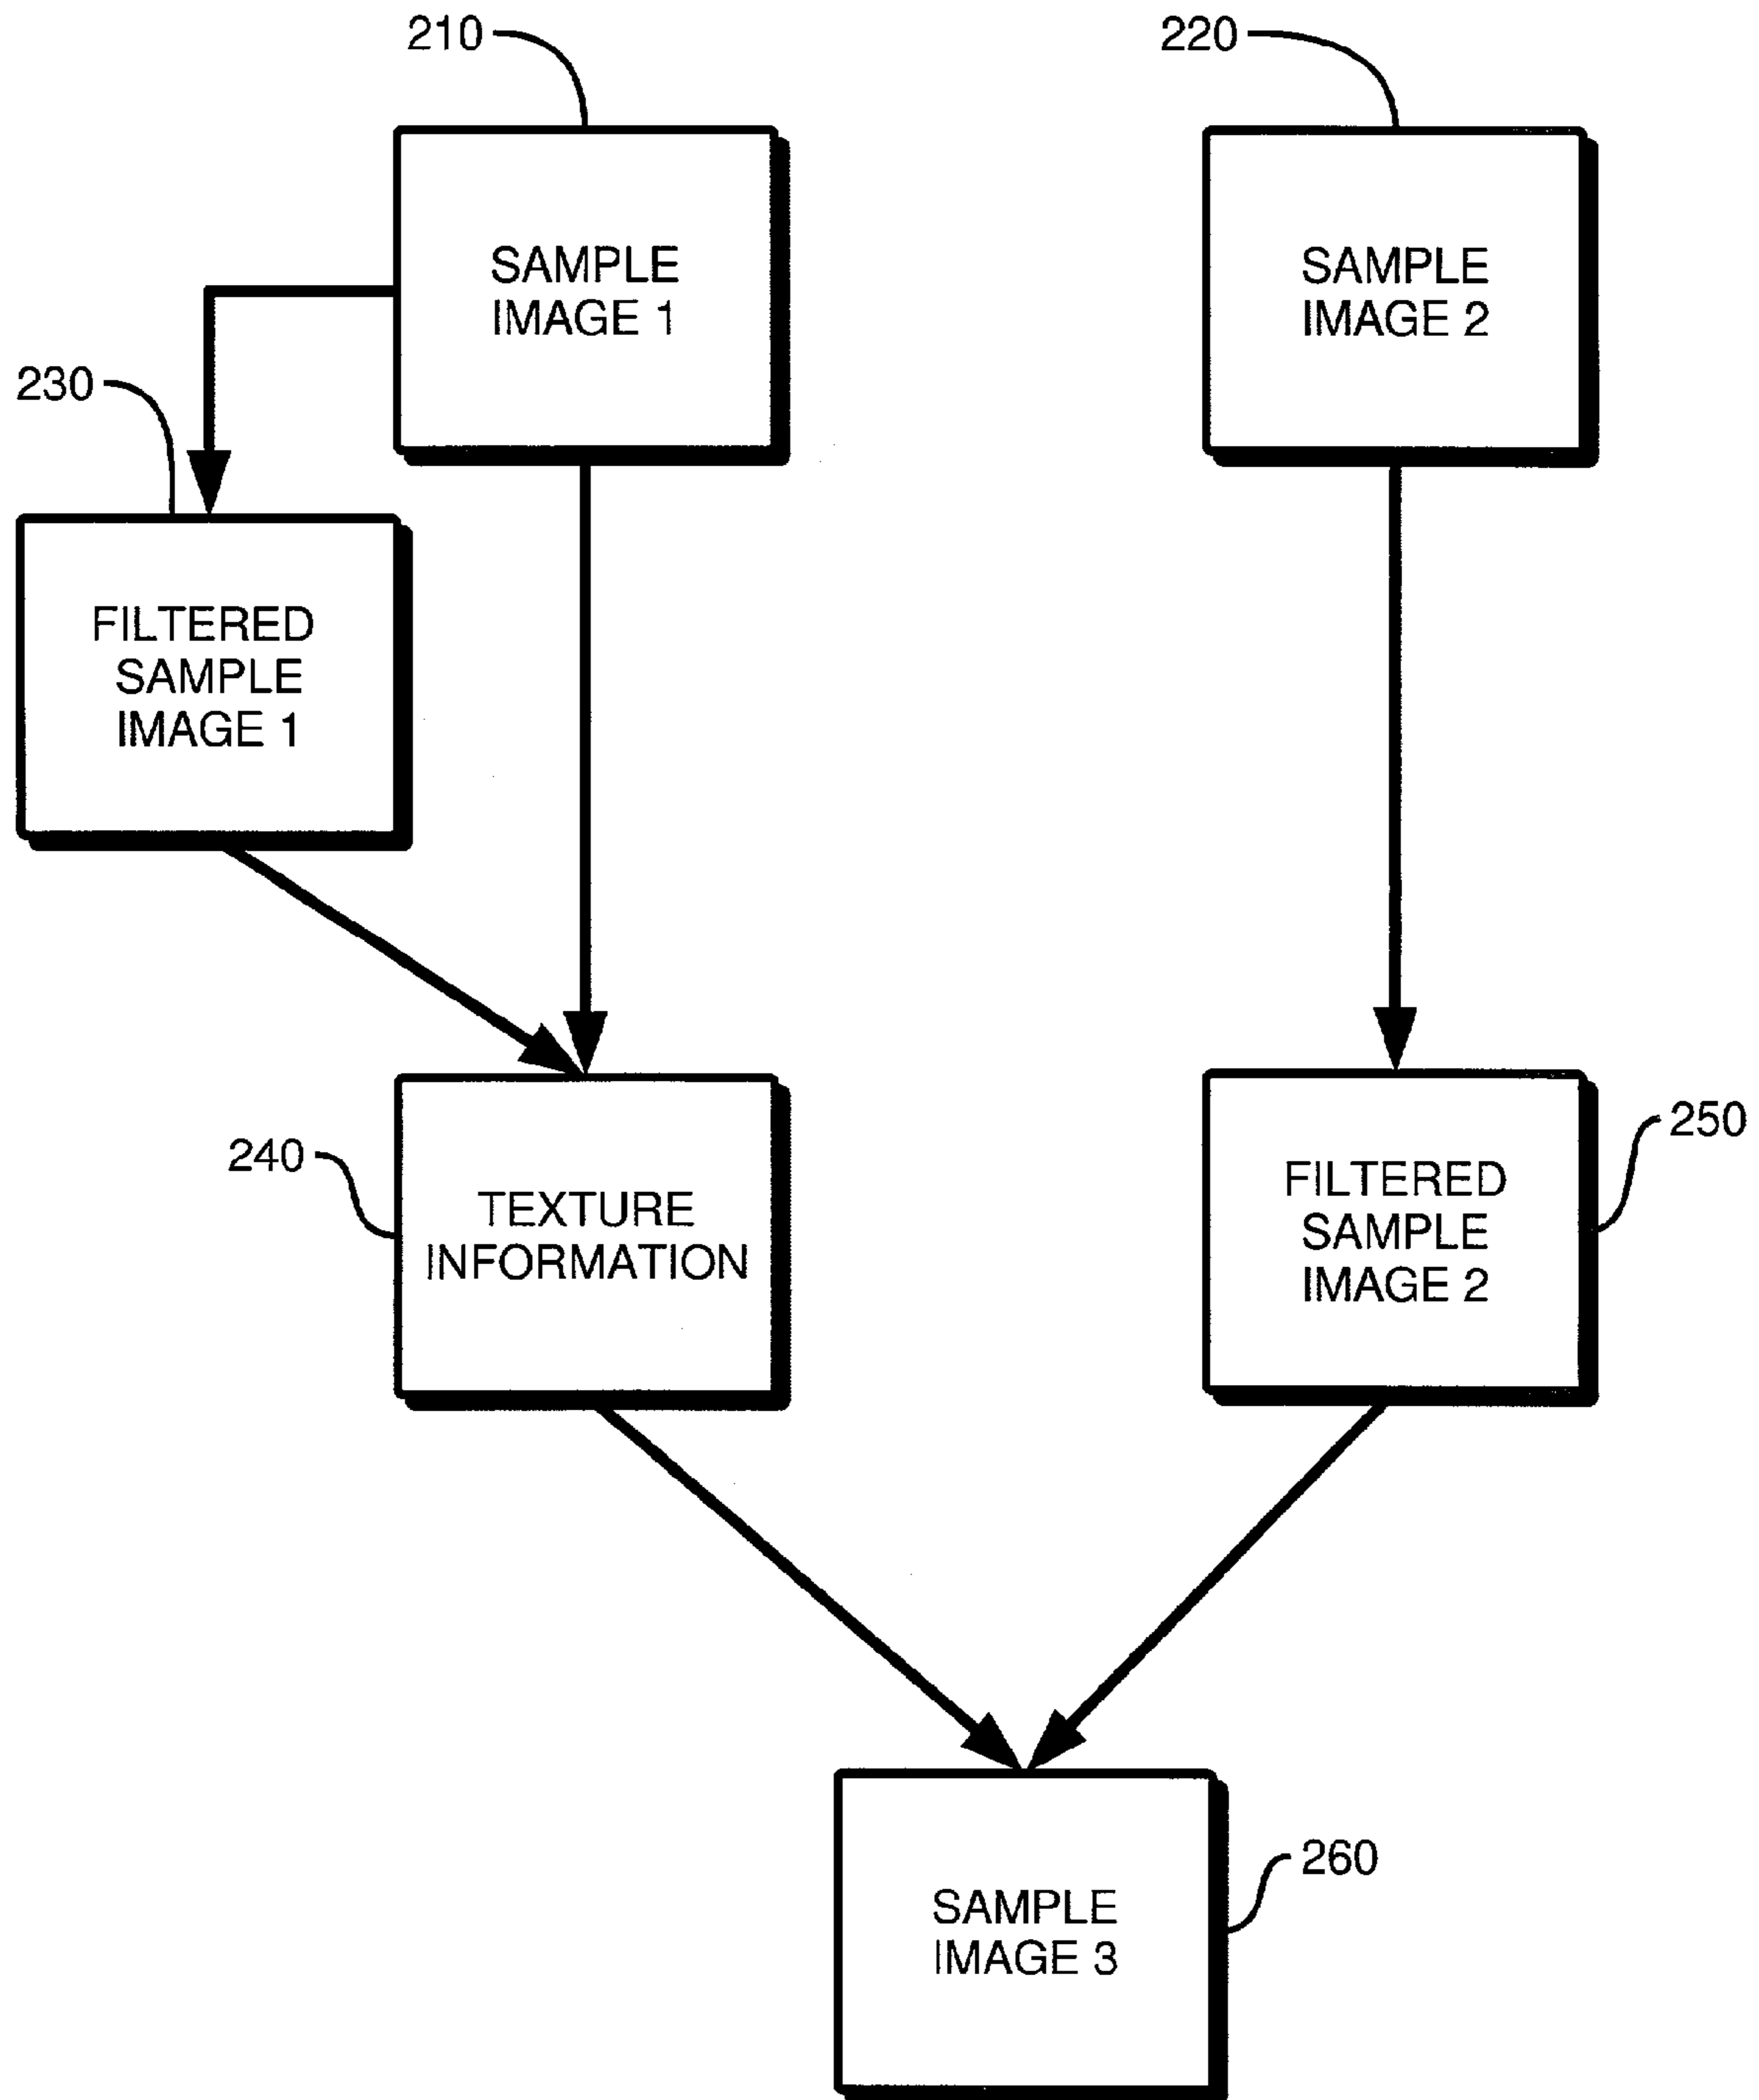 210
220
SAMPLE
IMAGE 1
SAMPLE
IMAGE 2
230
FILTERED
SAMPLE
IMAGE 1
240
TEXTURE
INFORMATION
250
FILTERED
SAMPLE
IMAGE 2
260
SAMPLE
IMAGE 3